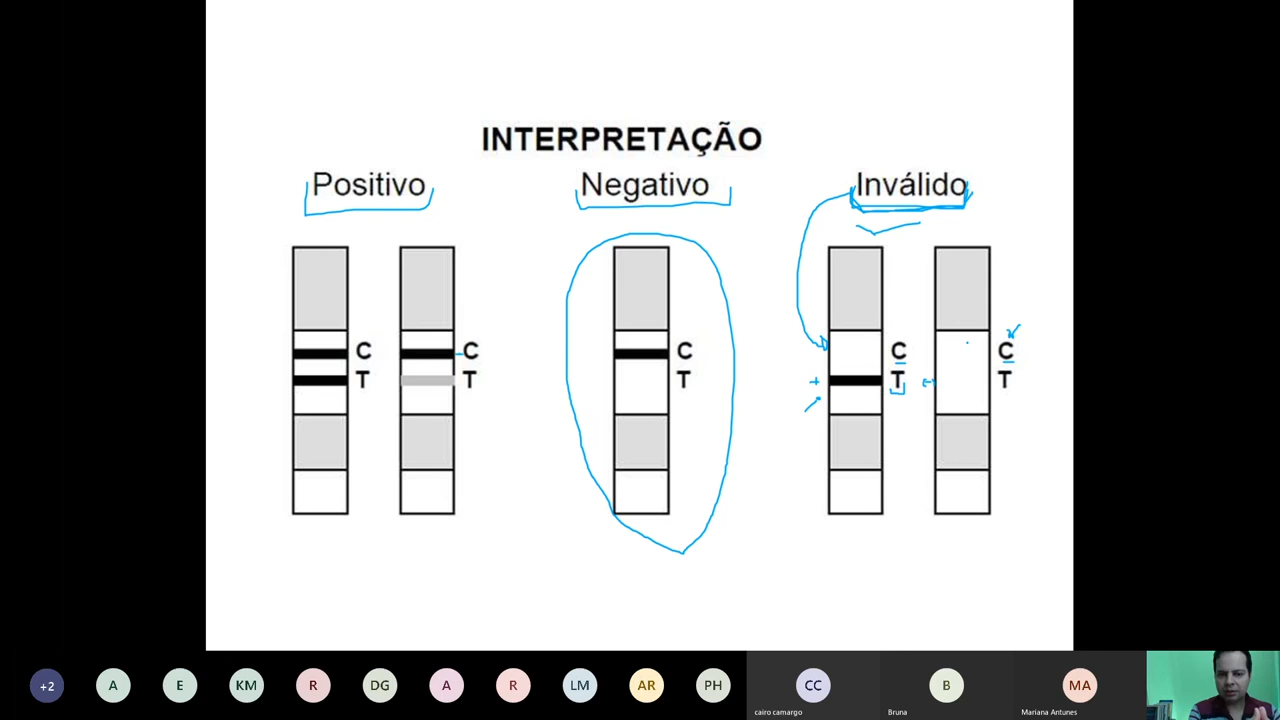 INTERPRETAÇÃO
Positivo Negativo Inválido
C C C C C
T T T T T
+2 A E KM R DG A R LM AR PH CC B MA
cairo camargo Bruna Mariana Antunes